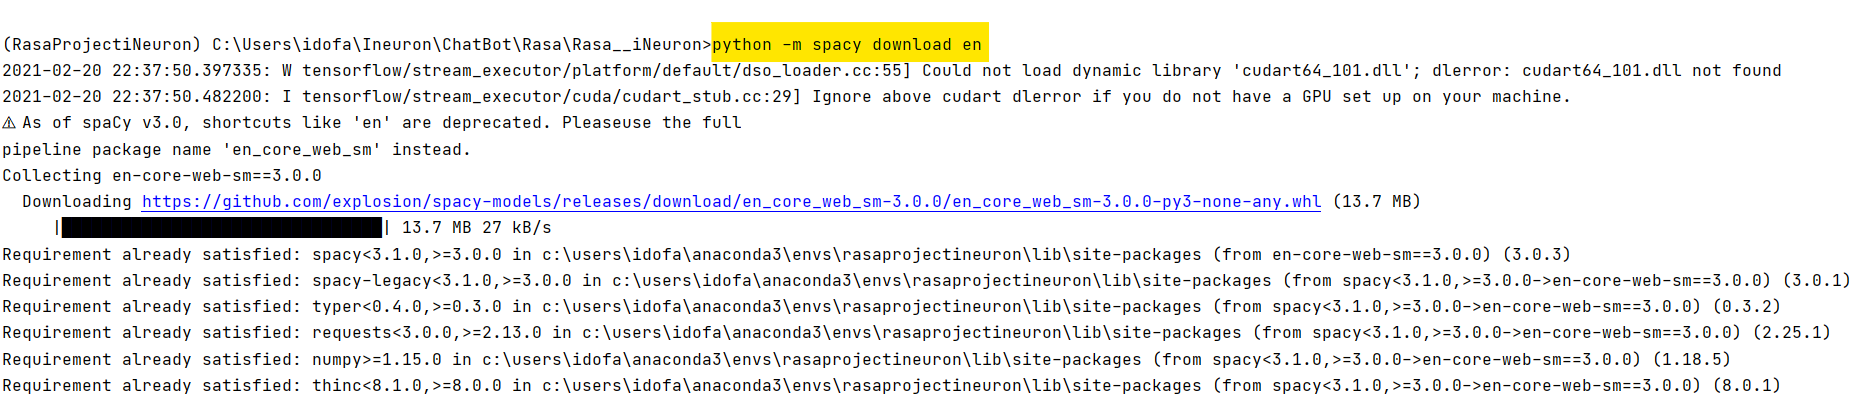 (RasaProjectiNeuron) C:\Users\idofa\Ineuron\ChatBot\Rasa\Rasa__iNeuron>python -m spacy download en
2021-02-20 22:37:50.397335: W tensorflow/stream_executor/platform/default/dso_loader.cc:55] Could not load dynamic library 'cudart64_101.dll'; dlerror: cudart64_101.dll not found
2021-02-20 22:37:50.482200: I tensorflow/stream_executor/cuda/cudart_stub.cc:29] Ignore above cudart dlerror if you do not have a GPU set up on your machine.
⚠ As of spaCy v3.0, shortcuts like 'en' are deprecated. Pleaseuse the full
pipeline package name 'en_core_web_sm' instead.
Collecting en-core-web-sm==3.0.0
  Downloading https://github.com/explosion/spacy-models/releases/download/en_core_web_sm-3.0.0/en_core_web_sm-3.0.0-py3-none-any.whl (13.7 MB)
     |████████████████████████████████| 13.7 MB 27 kB/s
Requirement already satisfied: spacy<3.1.0,>=3.0.0 in c:\users\idofa\anaconda3\envs\rasaprojectineuron\lib\site-packages (from en-core-web-sm==3.0.0) (3.0.3)
Requirement already satisfied: spacy-legacy<3.1.0,>=3.0.0 in c:\users\idofa\anaconda3\envs\rasaprojectineuron\lib\site-packages (from spacy<3.1.0,>=3.0.0->en-core-web-sm==3.0.0) (3.0.1)
Requirement already satisfied: typer<0.4.0,>=0.3.0 in c:\users\idofa\anaconda3\envs\rasaprojectineuron\lib\site-packages (from spacy<3.1.0,>=3.0.0->en-core-web-sm==3.0.0) (0.3.2)
Requirement already satisfied: requests<3.0.0,>=2.13.0 in c:\users\idofa\anaconda3\envs\rasaprojectineuron\lib\site-packages (from spacy<3.1.0,>=3.0.0->en-core-web-sm==3.0.0) (2.25.1)
Requirement already satisfied: numpy>=1.15.0 in c:\users\idofa\anaconda3\envs\rasaprojectineuron\lib\site-packages (from spacy<3.1.0,>=3.0.0->en-core-web-sm==3.0.0) (1.18.5)
Requirement already satisfied: thinc<8.1.0,>=8.0.0 in c:\users\idofa\anaconda3\envs\rasaprojectineuron\lib\site-packages (from spacy<3.1.0,>=3.0.0->en-core-web-sm==3.0.0) (8.0.1)